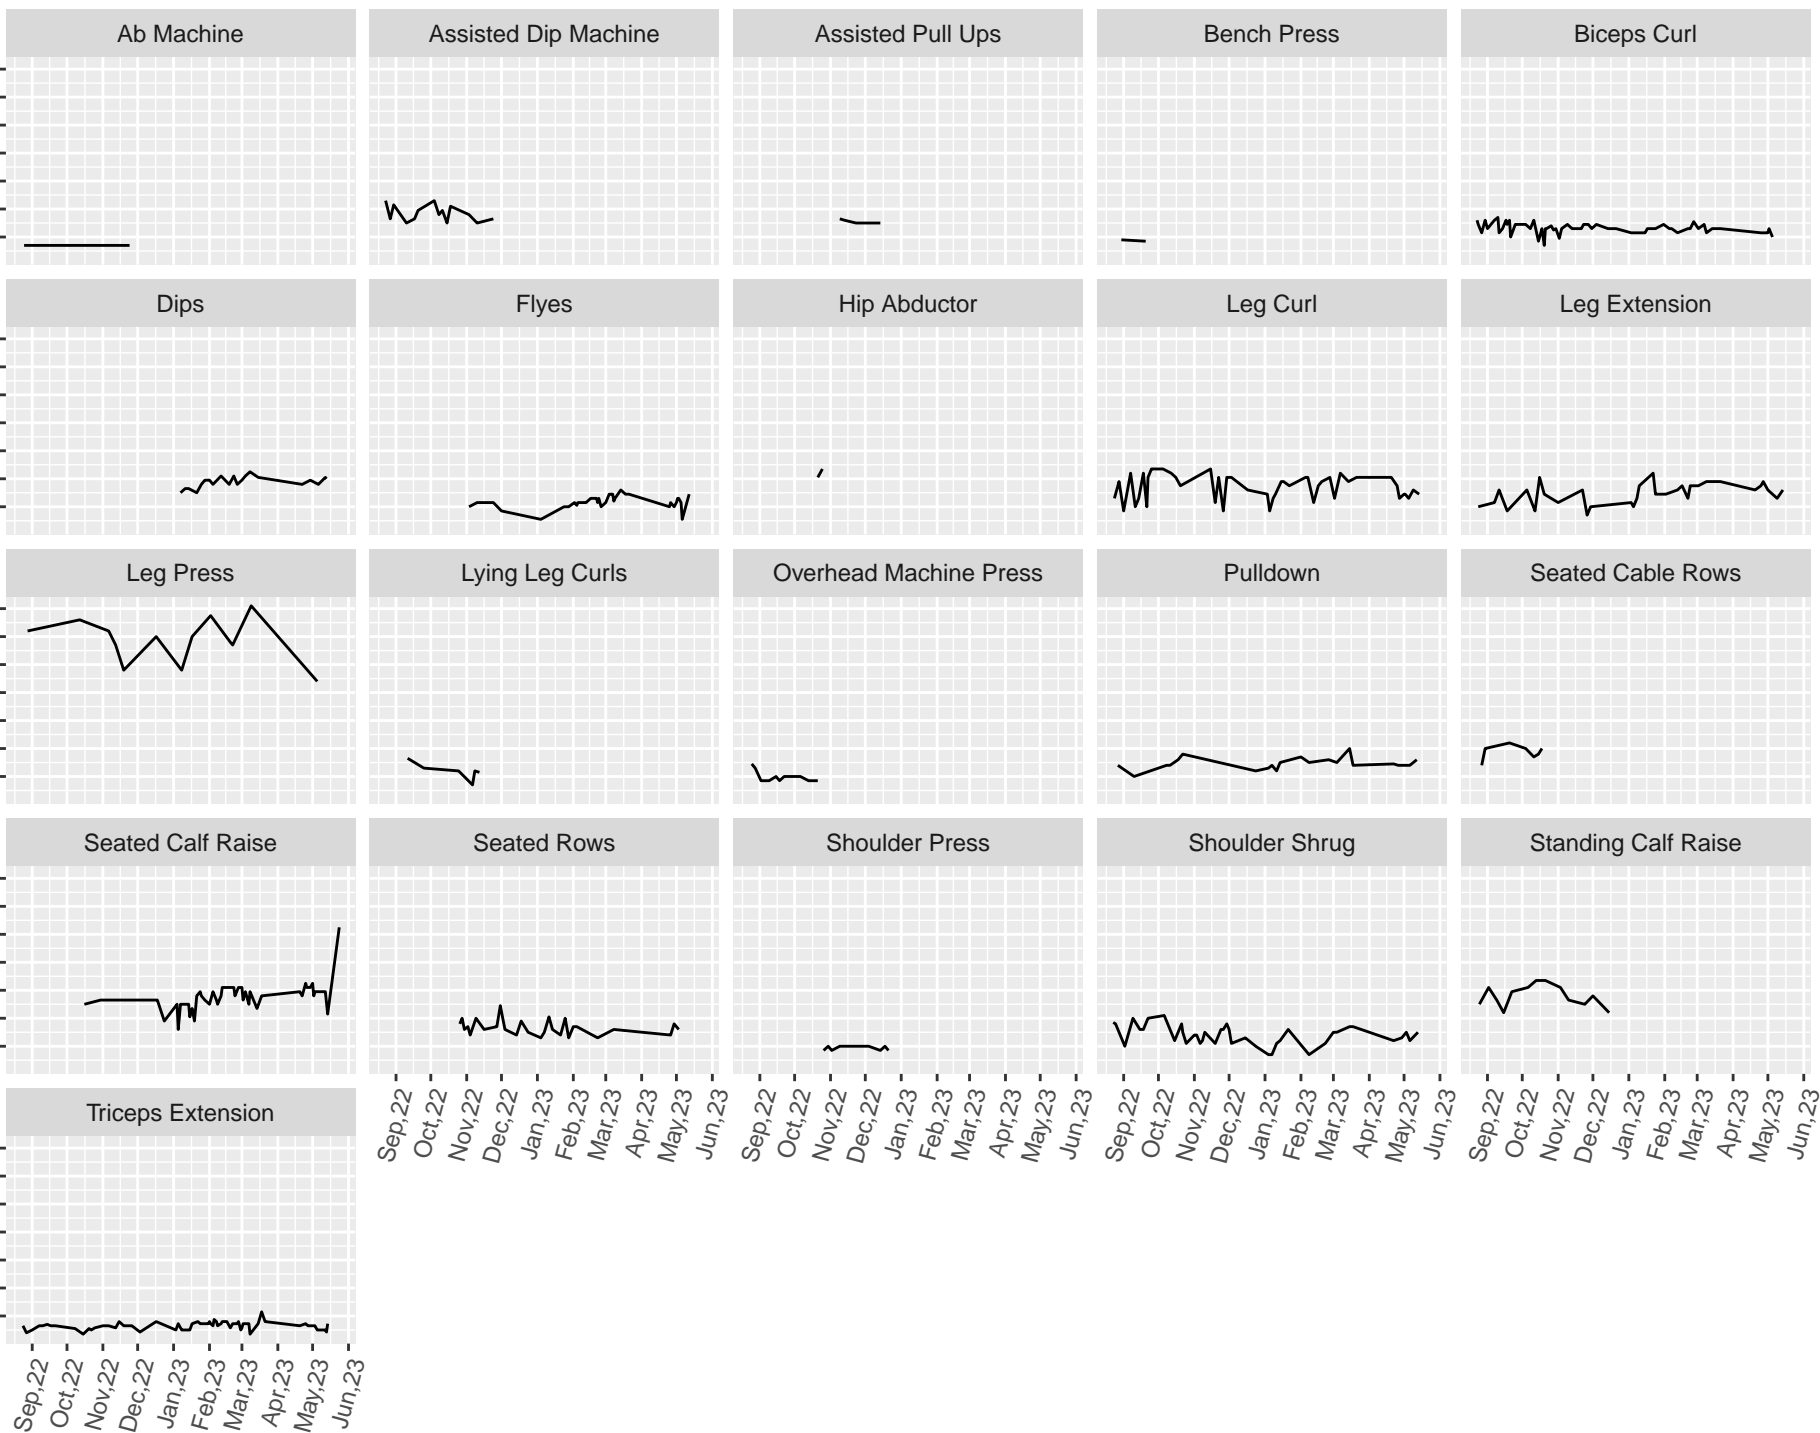 Ab Machine
Assisted Dip Machine
Assisted Pull Ups
Bench Press
Biceps Curl
Dips
Flyes
Hip Abductor
Leg Curl
Leg Extension
Leg Press
Lying Leg Curls
Overhead Machine Press
Pulldown
Seated Cable Rows
Seated Calf Raise
Seated Rows
Shoulder Press
Shoulder Shrug
Standing Calf Raise
Sep,22 Oct,22 Nov,22 Dec,22 Jan,23 Feb,23 Mar,23 Apr,23 May,23 Jun,23
Sep,22 Oct,22 Nov,22 Dec,22 Jan,23 Feb,23 Mar,23 Apr,23 May,23 Jun,23
Sep,22 Oct,22 Nov,22 Dec,22 Jan,23 Feb,23 Mar,23 Apr,23 May,23 Jun,23
Sep,22 Oct,22 Nov,22 Dec,22 Jan,23 Feb,23 Mar,23 Apr,23 May,23 Jun,23
Triceps Extension
Sep,22 Oct,22 Nov,22 Dec,22 Jan,23 Feb,23 Mar,23 Apr,23 May,23 Jun,23